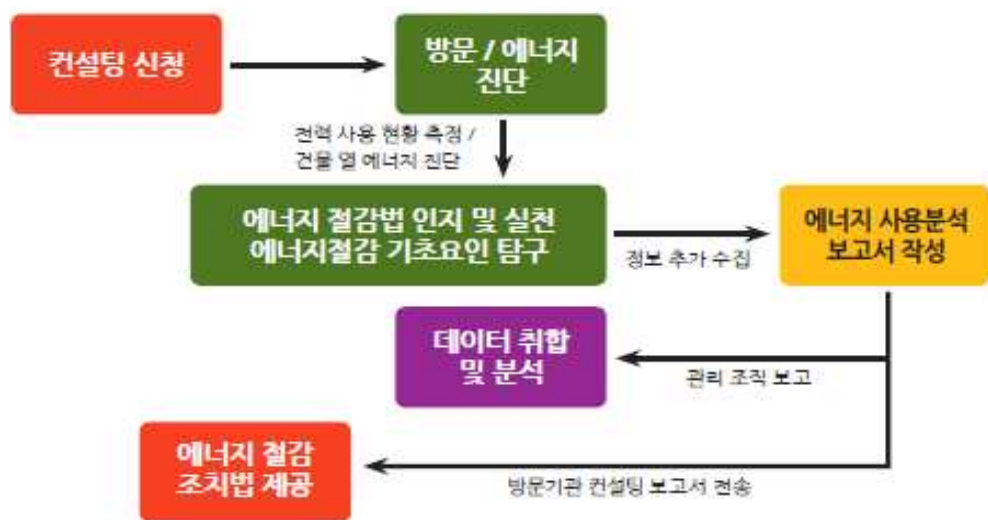 컨설팅 신청
방문 / 에너지
진단
전력 사용 현황 측정 /
건물 열 에너지 진단
에너지 절감법 인지 및 실천
에너지절감 기초요인 탐구
정보 추가 수집
에너지 사용분석
보고서 작성
데이터 취합
및 분석
관리 조직 보고
에너지 절감
조치법 제공
방문기관 컨설팅 보고서 전송